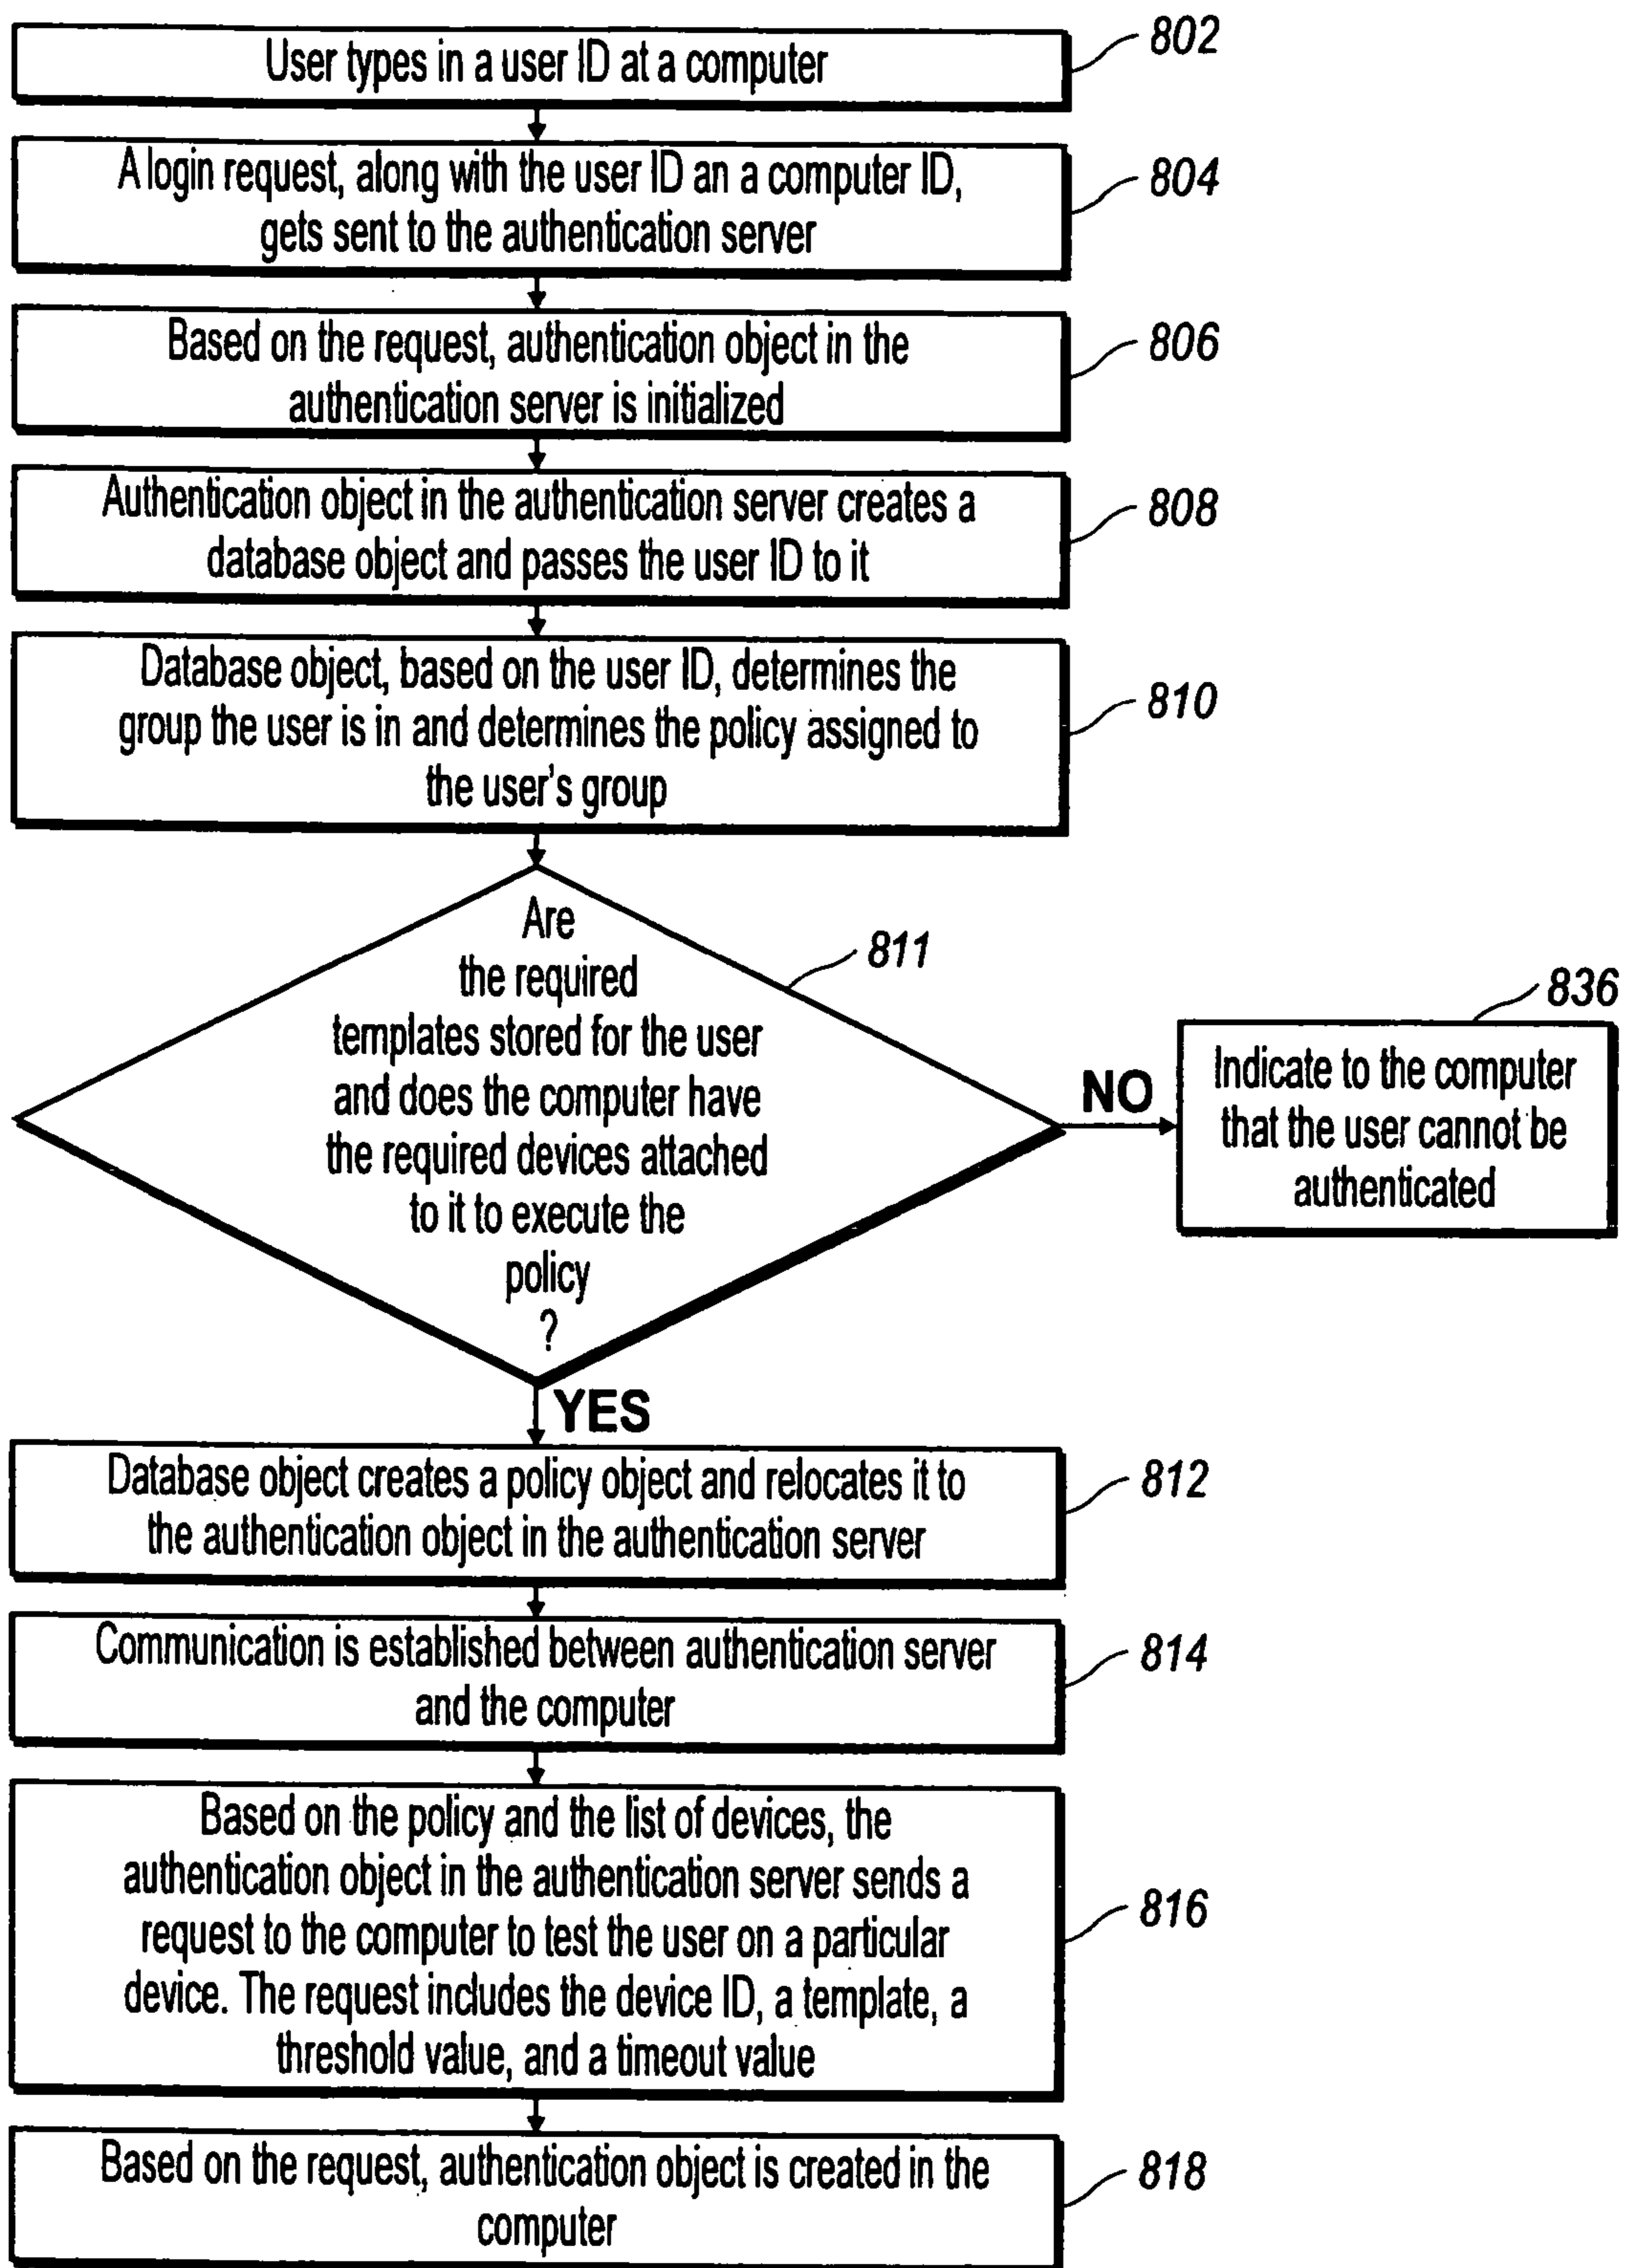 User types in a user ID at a computer
802
A login request, along with the user ID an a computer ID,
gets sent to the authentication server
804
Based on the request, authentication object in the
authentication server is initialized
806
Authentication object in the authentication server creates a
database object and passes the user ID to it
808
Database object, based on the user ID, determines the
group the user is in and determines the policy assigned to
the user's group
810
Are
the required
templates stored for the user
and does the computer have
the required devices attached
to it to execute the
policy
?
811
NO
836
Indicate to the computer
that the user cannot be
authenticated
YES
Database object creates a policy object and relocates it to
the authentication object in the authentication server
812
Communication is established between authentication server
and the computer
814
Based on the policy and the list of devices, the
authentication object in the authentication server sends a
request to the computer to test the user on a particular
device. The request includes the device ID, a template, a
threshold value, and a timeout value
816
Based on the request, authentication object is created in the
computer
818